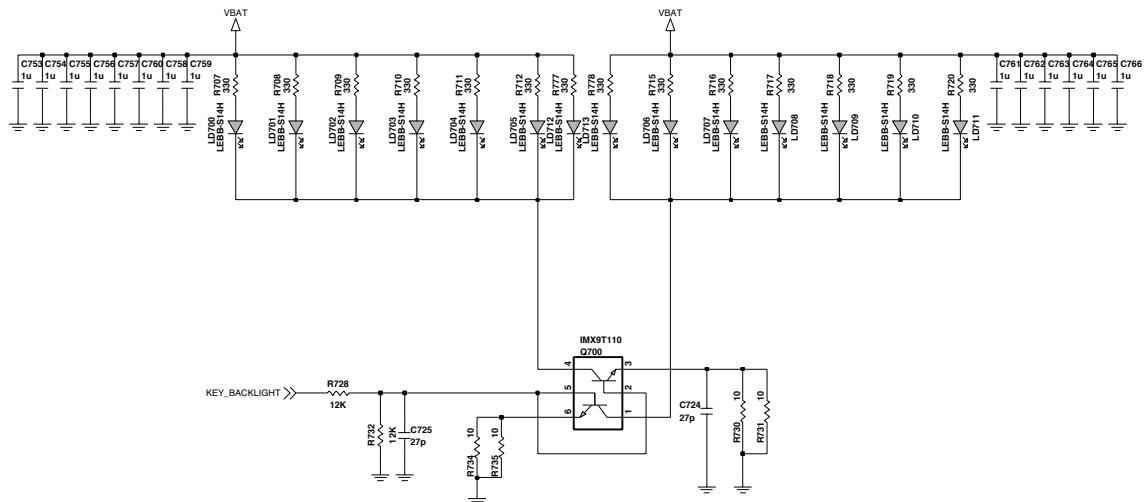 VBAT
VBAT
C753
1u
C754
1u
C755
1u
C756
1u
C757
1u
C760
1u
C758
1u
C759
1u
R707
330
R708
330
R709
330
R710
330
R711
330
R712
330
R777
330
R778
330
R715
330
R716
330
R717
330
R718
330
R719
330
R720
330
C761
1u
C762
1u
C763
1u
C764
1u
C765
1u
C766
1u
LD700
LEBB-S14H
LD701
LEBB-S14H
LD702
LEBB-S14H
LD703
LEBB-S14H
LD704
LEBB-S14H
LD705
LEBB-S14H
LD712
LEBB-S14H
LD713
LEBB-S14H
LD706
LEBB-S14H
LD707
LEBB-S14H
LEBB-S14H
LD708
LEBB-S14H
LD709
LEBB-S14H
LD710
LEBB-S14H
LD711
IMX9T110
Q700
4
3
5
2
6
1
KEY_BACKLIGHT
R728
12K
R732
12K
C725
27p
R734
10
R735
10
C724
27p
R730
10
R731
10